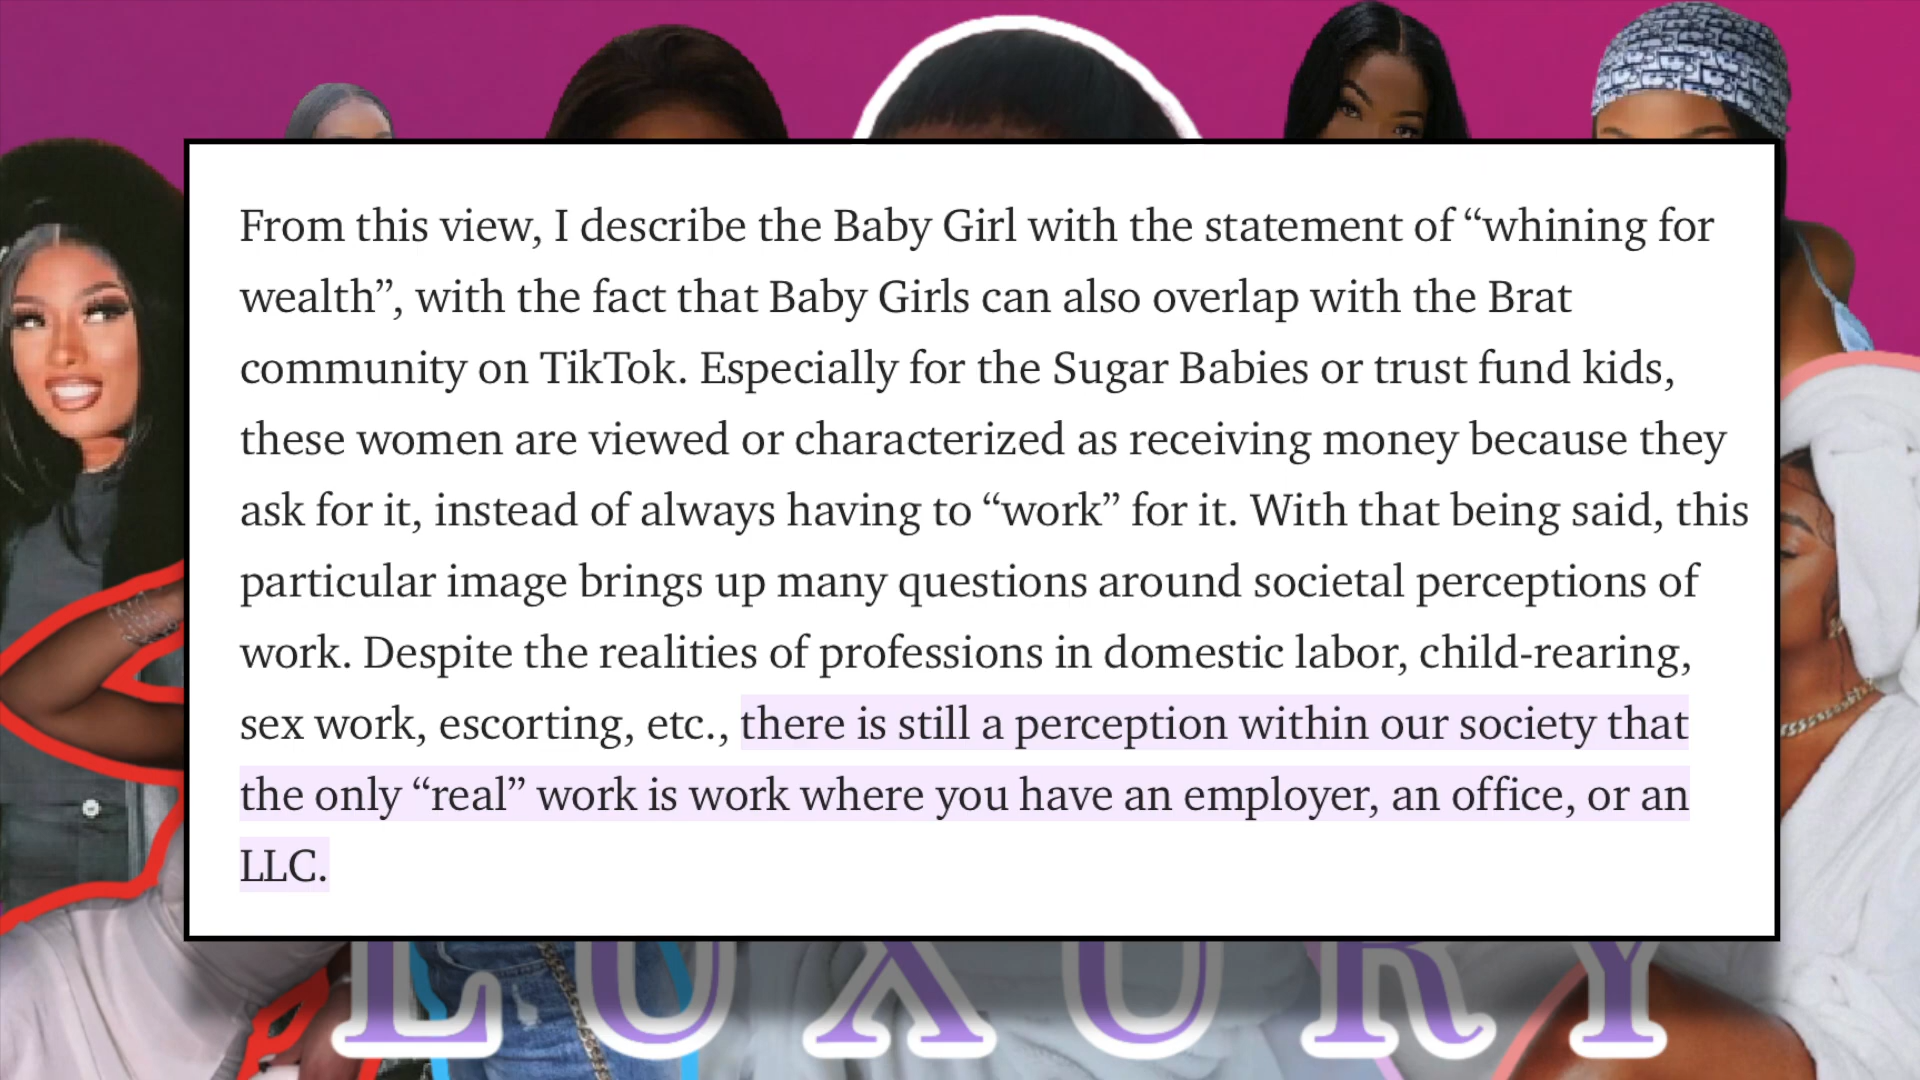 From this view, I describe the Baby Girl with the statement of “whining for
wealth”, with the fact that Baby Girls can also overlap with the Brat
community on TikTok. Especially for the Sugar Babies or trust fund kids,
these women are viewed or characterized as receiving money because they
ask for it, instead of always having to “work” for it. With that being said, this
particular image brings up many questions around societal perceptions of
work. Despite the realities of professions in domestic labor, child-rearing,
sex work, escorting, etc., there is still a perception within our society that
the only “real” work is work where you have an employer, an office, or an
LLC.
LUXURY